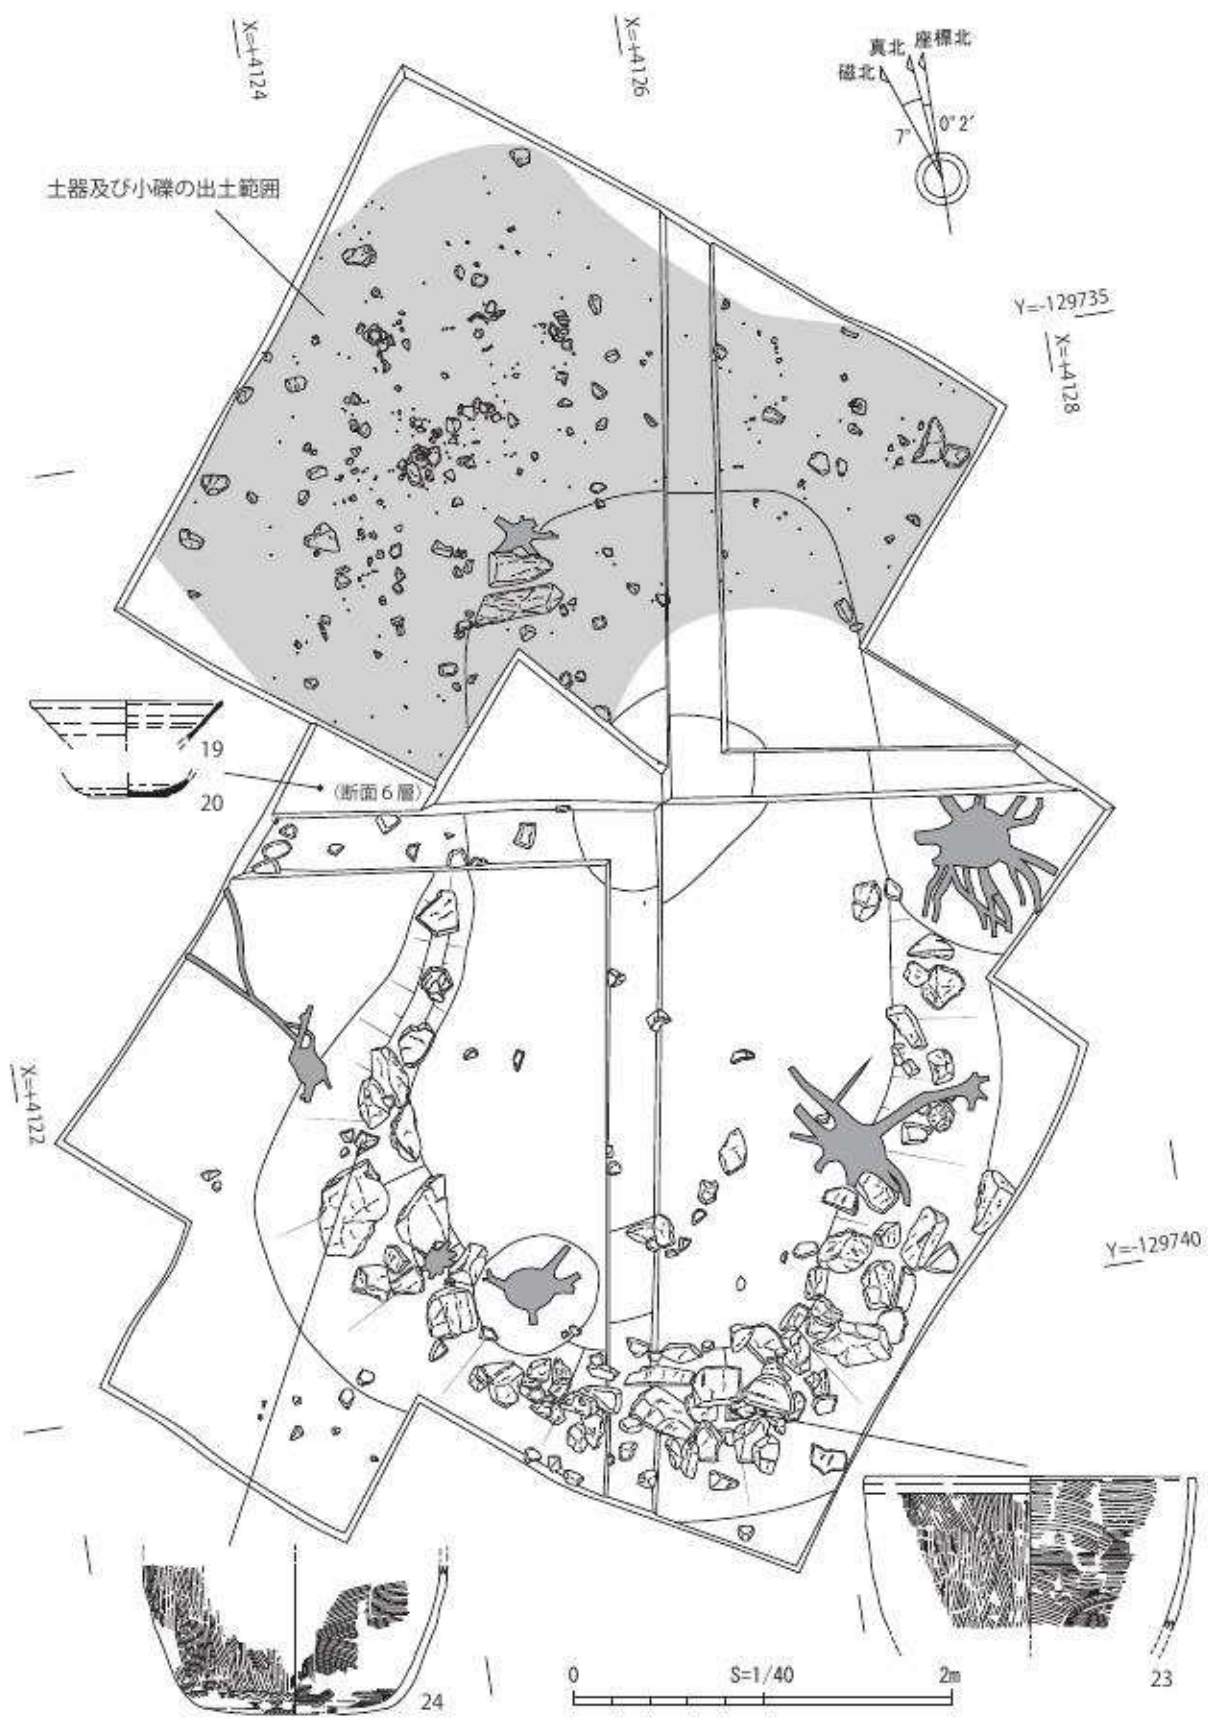 X=+4124
X=+4126
真北
座標北
磁北
7°
0° 2′
土器及び小礫の出土範囲
Y=-129735
X=+4128
19
(断面6層)
20
X=+4122
Y=-129740
24
0
S=1/40
2m
23